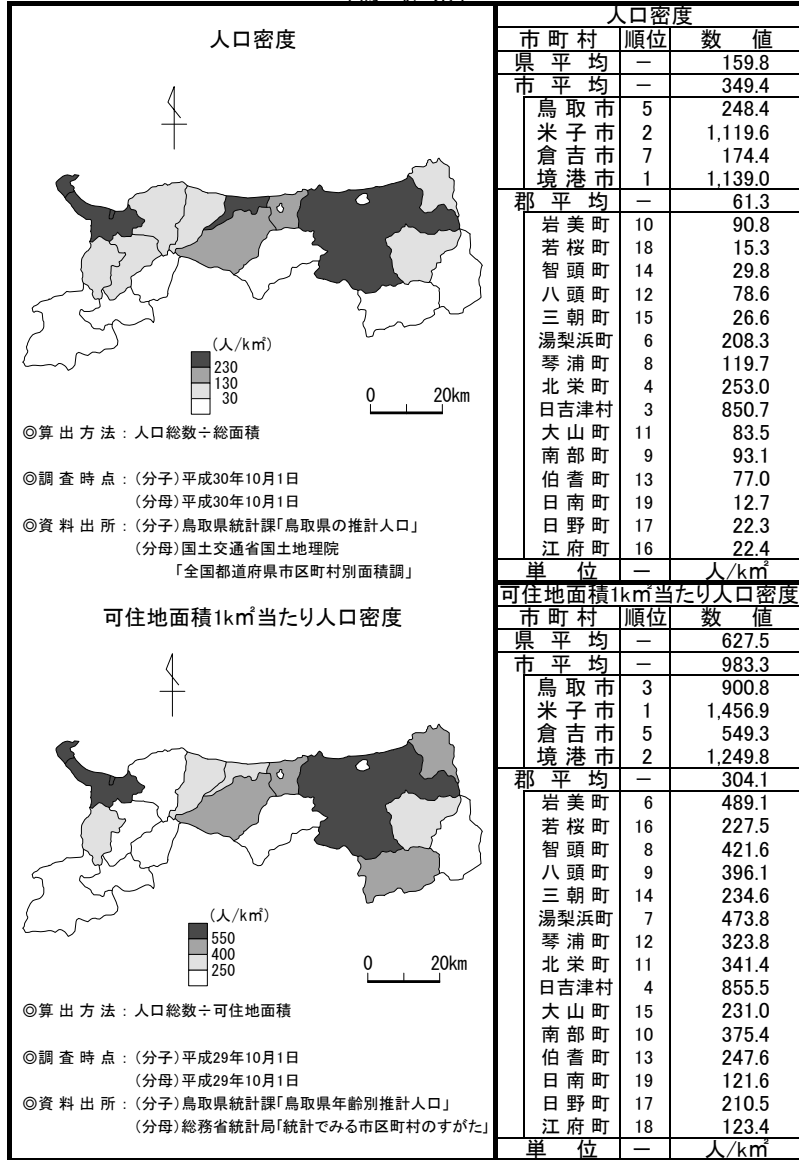 人口密度
(人/k㎡)
230
130
30
0 20km
◎算出方法:人口総数÷総面積
◎調査時点:(分子)平成30年10月1日
(分母)平成30年10月1日
◎資料出所:(分子)鳥取県統計課「鳥取県の推計人口」
(分母)国土交通省国土地理院
「全国都道府県市区町村別面積調」
人口密度
市町村 順位 数値
県平均 － 159.8
市平均 － 349.4
鳥取市 5 248.4
米子市 2 1,119.6
倉吉市 7 174.4
境港市 1 1,139.0
郡平均 － 61.3
岩美町 10 90.8
若桜町 18 15.3
智頭町 14 29.8
八頭町 12 78.6
三朝町 15 26.6
湯梨浜町 6 208.3
琴浦町 8 119.7
北栄町 4 253.0
日吉津村 3 850.7
大山町 11 83.5
南部町 9 93.1
伯耆町 13 77.0
日南町 19 12.7
日野町 17 22.3
江府町 16 22.4
単位 － 人/k㎡
可住地面積1k㎡当たり人口密度
(人/k㎡)
550
400
250
0 20km
◎算出方法:人口総数÷可住地面積
◎調査時点:(分子)平成29年10月1日
(分母)平成29年10月1日
◎資料出所:(分子)鳥取県統計課「鳥取県年齢別推計人口」
(分母)総務省統計局「統計でみる市区町村のすがた」
可住地面積1k㎡当たり人口密度
市町村 順位 数値
県平均 － 627.5
市平均 － 983.3
鳥取市 3 900.8
米子市 1 1,456.9
倉吉市 5 549.3
境港市 2 1,249.8
郡平均 － 304.1
岩美町 6 489.1
若桜町 16 227.5
智頭町 8 421.6
八頭町 9 396.1
三朝町 14 234.6
湯梨浜町 7 473.8
琴浦町 12 323.8
北栄町 11 341.4
日吉津村 4 855.5
大山町 15 231.0
南部町 10 375.4
伯耆町 13 247.6
日南町 19 121.6
日野町 17 210.5
江府町 18 123.4
単位 － 人/k㎡